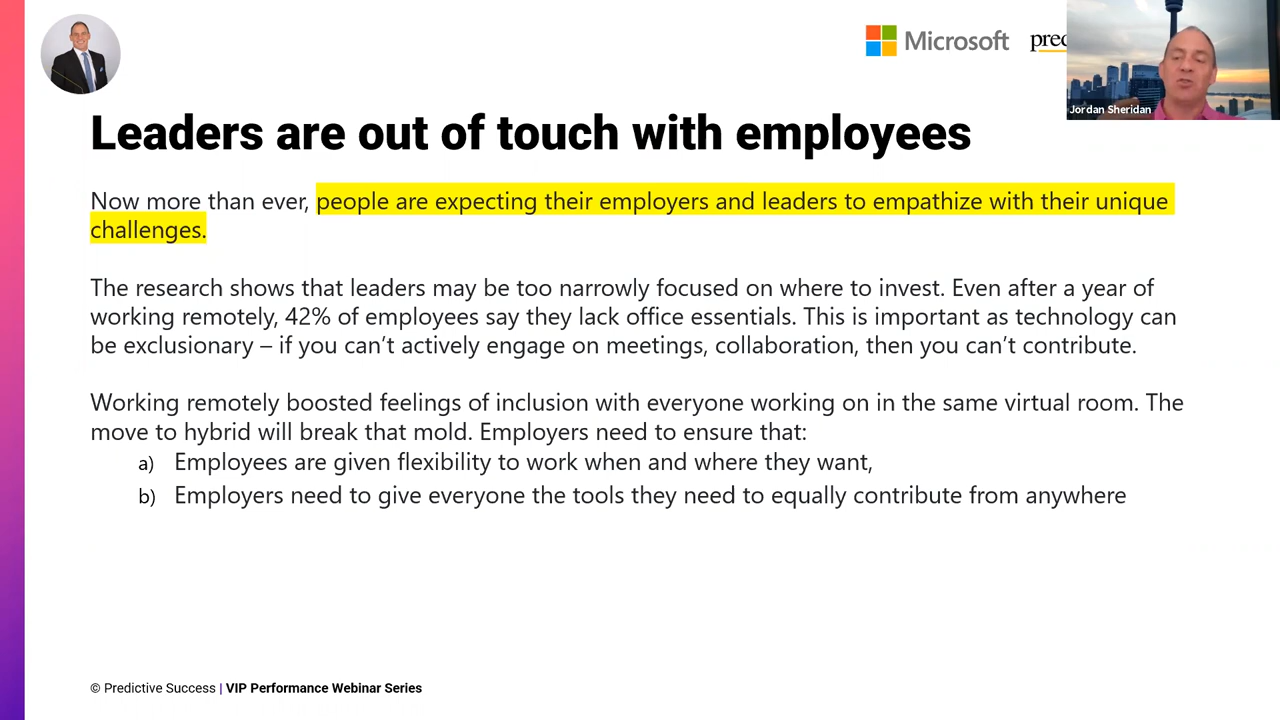 Microsoft
Jordan Sheridan
Leaders are out of touch with employees
Now more than ever, people are expecting their employers and leaders to empathize with their unique
challenges.
The research shows that leaders may be too narrowly focused on where to invest. Even after a year of
working remotely, 42% of employees say they lack office essentials. This is important as technology can
be exclusionary – if you can’t actively engage on meetings, collaboration, then you can’t contribute.
Working remotely boosted feelings of inclusion with everyone working on in the same virtual room. The
move to hybrid will break that mold. Employers need to ensure that:
a) Employees are given flexibility to work when and where they want,
b) Employers need to give everyone the tools they need to equally contribute from anywhere
© Predictive Success | VIP Performance Webinar Series